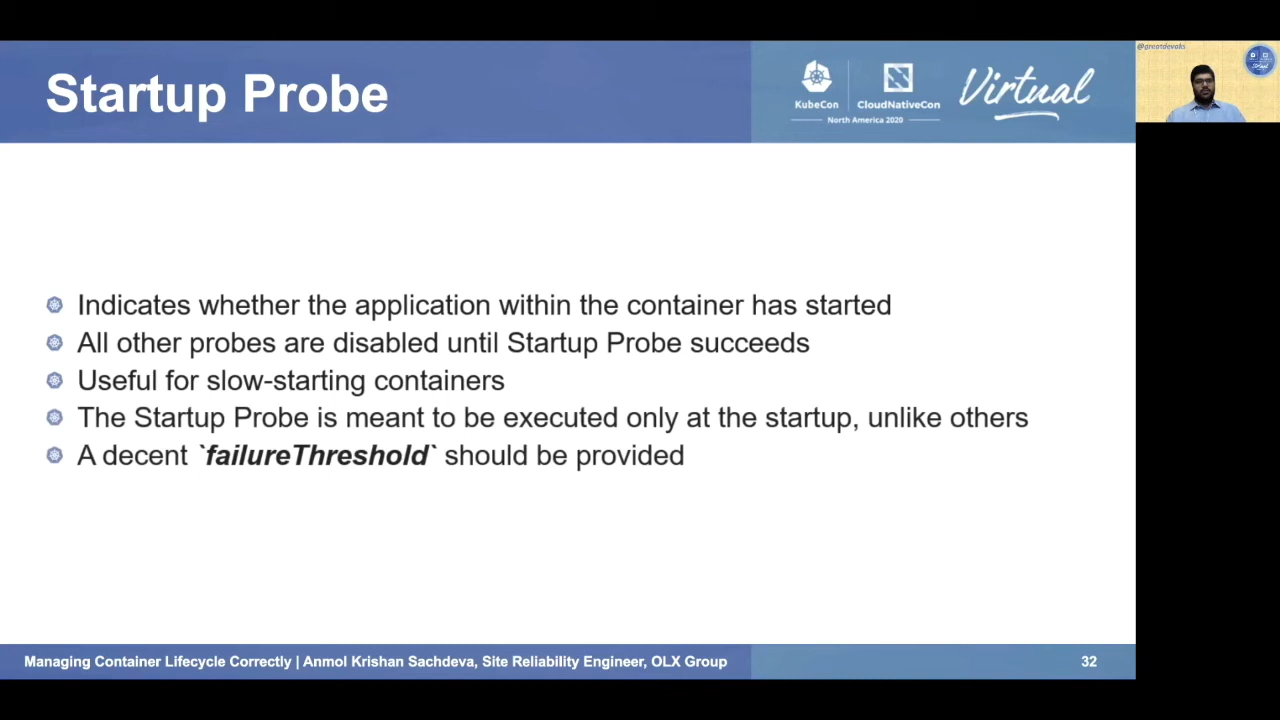 Startup Probe
KubeCon
CloudNativeCon
North America 2020
Virtual
@greatdevaks
Indicates whether the application within the container has started
All other probes are disabled until Startup Probe succeeds
Useful for slow-starting containers
The Startup Probe is meant to be executed only at the startup, unlike others
A decent `failureThreshold` should be provided
Managing Container Lifecycle Correctly | Anmol Krishan Sachdeva, Site Reliability Engineer, OLX Group
32